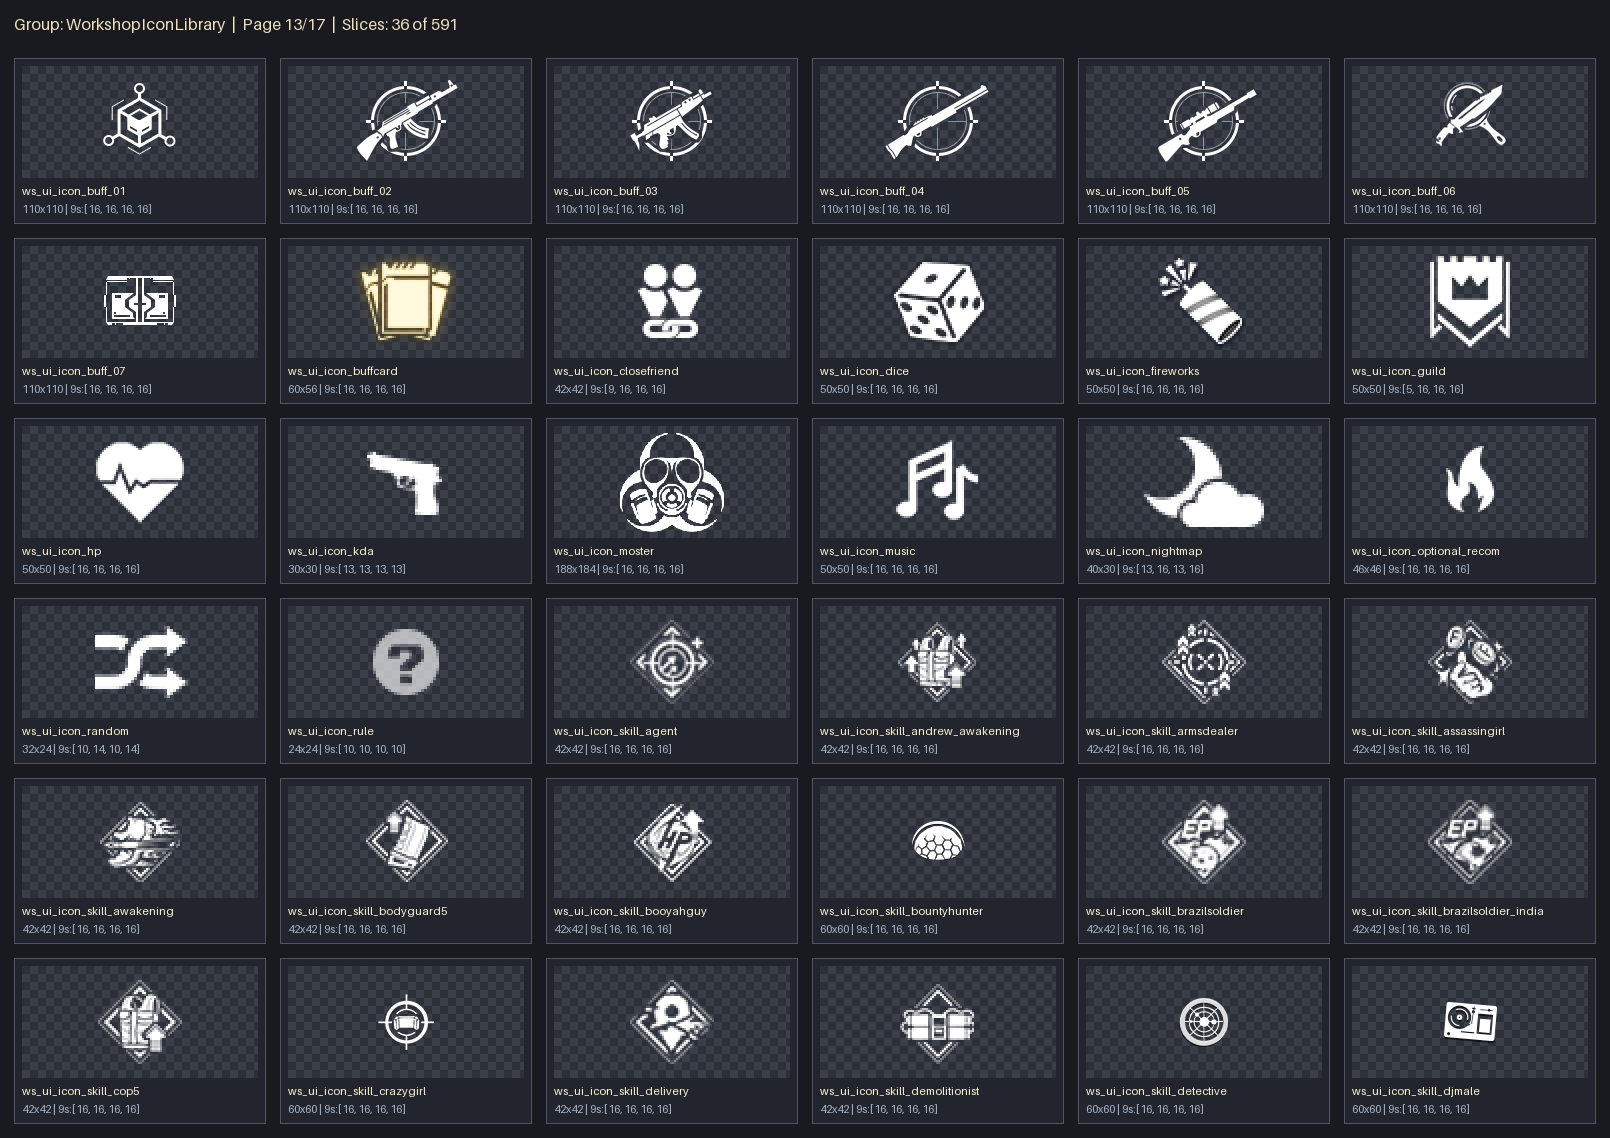 Group: WorkshopIconLibrary | Page 13/17 | Slices: 36 of 591
ws_ui_icon_buff_01
110x110 | 9s:[16, 16, 16, 16]
ws_ui_icon_buff_02
110x110 | 9s:[16, 16, 16, 16]
ws_ui_icon_buff_03
110x110 | 9s:[16, 16, 16, 16]
ws_ui_icon_buff_04
110x110 | 9s:[16, 16, 16, 16]
ws_ui_icon_buff_05
110x110 | 9s:[16, 16, 16, 16]
ws_ui_icon_buff_06
110x110 | 9s:[16, 16, 16, 16]
ws_ui_icon_buff_07
110x110 | 9s:[16, 16, 16, 16]
ws_ui_icon_buffcard
60x56 | 9s:[16, 16, 16, 16]
ws_ui_icon_closefriend
42x42 | 9s:[9, 16, 16, 16]
ws_ui_icon_dice
50x50 | 9s:[16, 16, 16, 16]
ws_ui_icon_fireworks
50x50 | 9s:[16, 16, 16, 16]
ws_ui_icon_guild
50x50 | 9s:[5, 16, 16, 16]
ws_ui_icon_hp
50x50 | 9s:[16, 16, 16, 16]
ws_ui_icon_kda
30x30 | 9s:[13, 13, 13, 13]
ws_ui_icon_moster
188x184 | 9s:[16, 16, 16, 16]
ws_ui_icon_music
50x50 | 9s:[16, 16, 16, 16]
ws_ui_icon_nightmap
40x30 | 9s:[13, 16, 13, 16]
ws_ui_icon_optional_recom
46x46 | 9s:[16, 16, 16, 16]
ws_ui_icon_random
32x24 | 9s:[10, 14, 10, 14]
?
ws_ui_icon_rule
24x24 | 9s:[10, 10, 10, 10]
ws_ui_icon_skill_agent
42x42 | 9s:[16, 16, 16, 16]
ws_ui_icon_skill_andrew_awakening
42x42 | 9s:[16, 16, 16, 16]
ws_ui_icon_skill_armsdealer
42x42 | 9s:[16, 16, 16, 16]
ws_ui_icon_skill_assassingirl
42x42 | 9s:[16, 16, 16, 16]
ws_ui_icon_skill_awakening
42x42 | 9s:[16, 16, 16, 16]
ws_ui_icon_skill_bodyguard5
42x42 | 9s:[16, 16, 16, 16]
HP
ws_ui_icon_skill_booyahguy
42x42 | 9s:[16, 16, 16, 16]
ws_ui_icon_skill_bountyhunter
60x60 | 9s:[16, 16, 16, 16]
EP
ws_ui_icon_skill_brazilsoldier
42x42 | 9s:[16, 16, 16, 16]
EP
ws_ui_icon_skill_brazilsoldier_india
42x42 | 9s:[16, 16, 16, 16]
ws_ui_icon_skill_cop5
42x42 | 9s:[16, 16, 16, 16]
ws_ui_icon_skill_crazygirl
60x60 | 9s:[16, 16, 16, 16]
ws_ui_icon_skill_delivery
42x42 | 9s:[16, 16, 16, 16]
ws_ui_icon_skill_demolitionist
42x42 | 9s:[16, 16, 16, 16]
ws_ui_icon_skill_detective
60x60 | 9s:[16, 16, 16, 16]
ws_ui_icon_skill_djmale
60x60 | 9s:[16, 16, 16, 16]